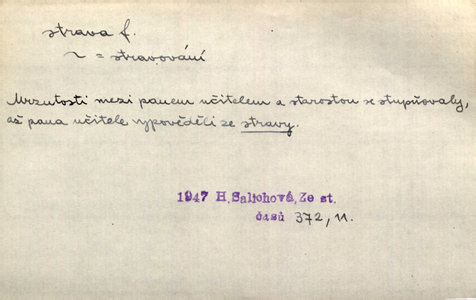 strava f.
~ = stravování
Mrzutosti mezi panem učitelem a starostou se stupňovaly,
až pana učitele vypověděli ze stravy.
1947 H. Salichová, Ze st.
časů 372, n.